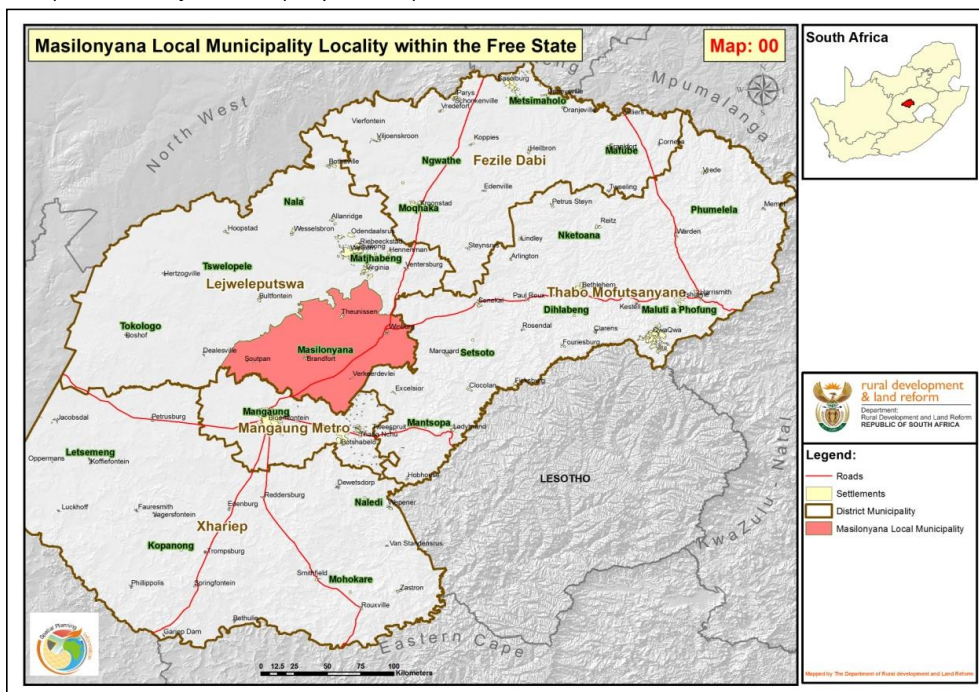 Masilonyana Local Municipality Locality within the Free State
Map: 00
South Africa
North West
Mpumalanga
KwaZulu Natal
Eastern Cape
LESOTHO
Fezile Dabi
Lejweleputswa
Thabo Mofutsanyane
Mangaung Metro
Xhariep
Metsimaholo
Ngwathe
Mafube
Moqhaka
Nala
Phumelela
Nketoana
Matjhabeng
Tswelopele
Tokologo
Masilonyana
Dihlabeng
Maluti a Phofung
Setsoto
Mangaung
Mantsopa
Letsemeng
Naledi
Kopanong
Mohokare
Parys
Vredefort
Oranjeville
Vierfontein
Viljoenskroon
Koppies
Heilbron
Cornelia
Edenville
Tweeling
Vrede
Memel
Petrus Steyn
Reitz
Warden
Allanridge
Odendaalsrus
Riebeeckstad
Hennenman
Hoopstad
Wesselsbron
Virginia
Ventersburg
Steynsrus
Lindley
Arlington
Hertzogville
Bultfontein
Theunissen
Senekal
Paul Roux
Bethlehem
Kestell
Harrismith
Boshof
Dealesville
Soutpan
Brandfort
Verkeerdevlei
Marquard
Rosendal
Clarens
Fouriesburg
QwaQwa
Excelsior
Clocolan
Jacobsdal
Petrusburg
Bloemfontein
Tweespruit
Ladybrand
Thaba Nchu
Botshabelo
Oppermans
Koffiefontein
Hobhouse
Dewetsdorp
Reddersburg
Wepener
Luckhoff
Fauresmith
Jagersfontein
Edenburg
Trompsburg
Van Standensrus
Philippolis
Springfontein
Smithfield
Zastron
Rouxville
Bethulie
Gariep Dam
0 12.5 25 50 75 100
Kilometers
rural development
& land reform
Department:
Rural Development and Land Reform
REPUBLIC OF SOUTH AFRICA
Legend:
Roads
Settlements
District Municipality
Masilonyana Local Municipality
Mapped by The Department of Rural development and Land Reform